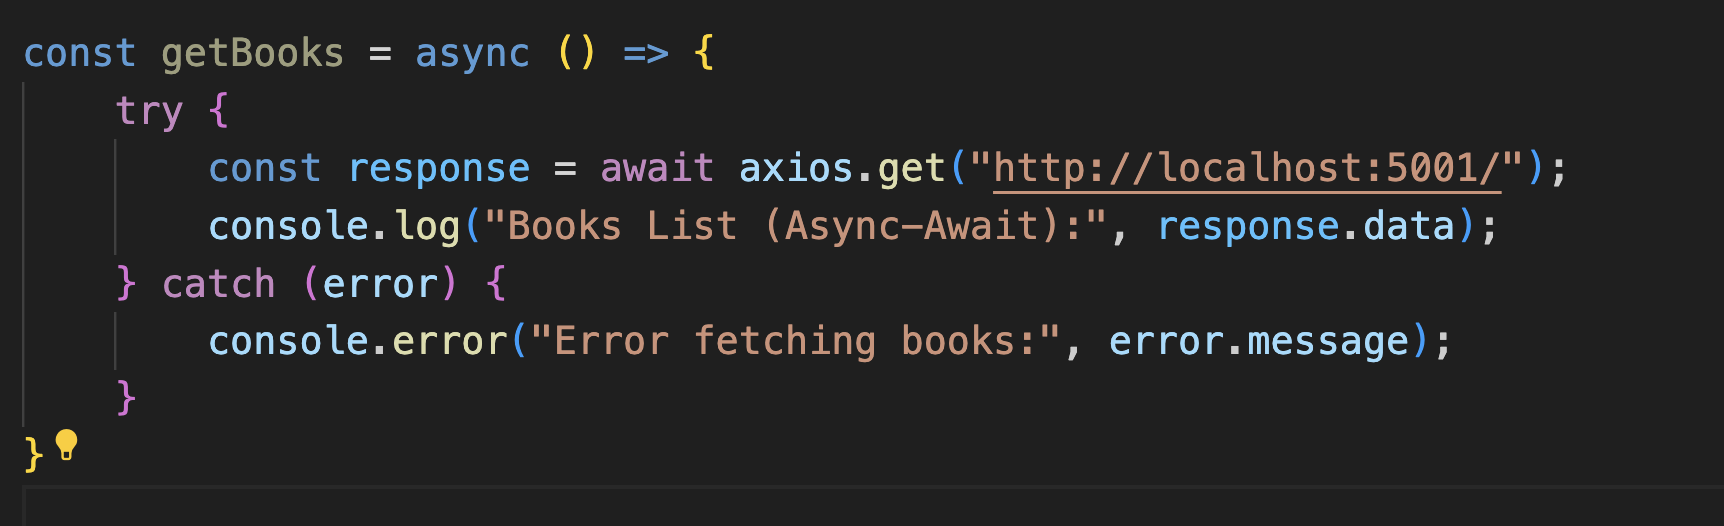 const getBooks = async () => {
    try {
        const response = await axios.get("http://localhost:5001/");
        console.log("Books List (Async-Await):", response.data);
    } catch (error) {
        console.error("Error fetching books:", error.message);
    }
}